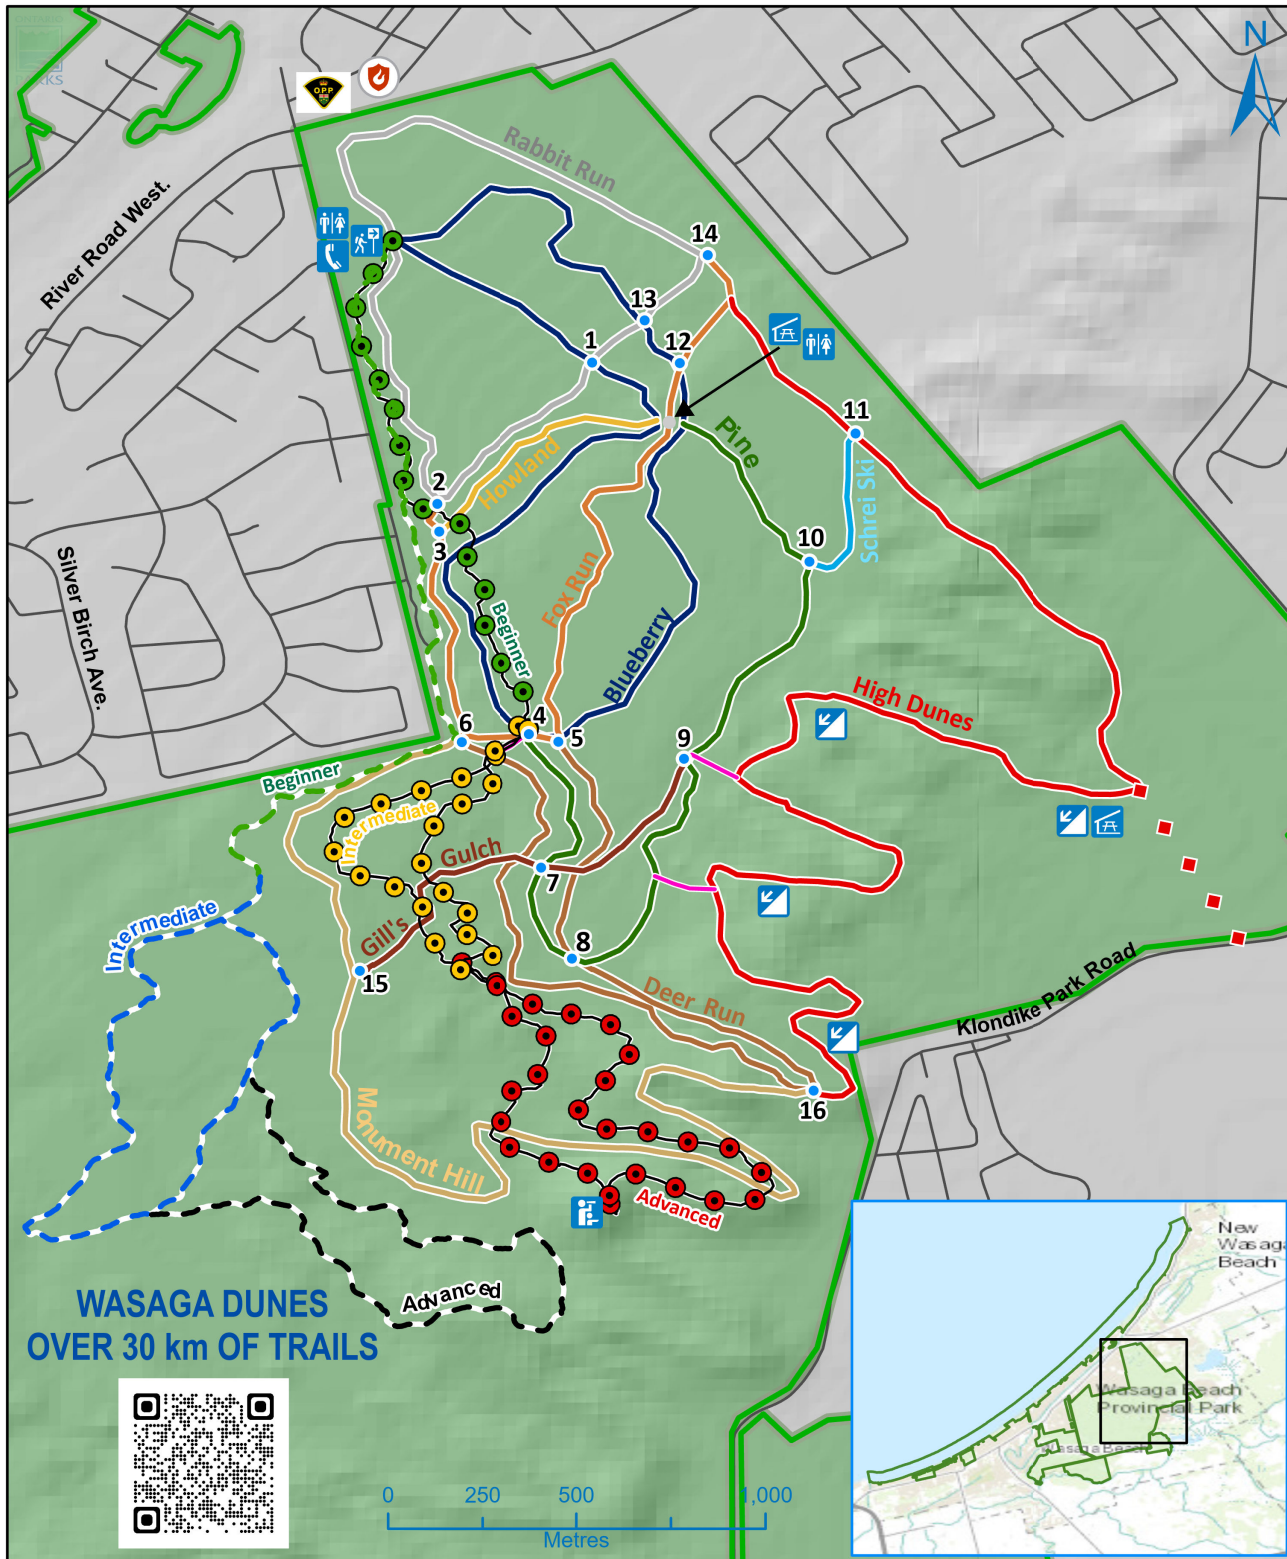 ONTARIO
PARKS
OPP
N
Rabbit Run
River Road West.
14
13
1
12
11
Pine
Howland
Schrei Ski
2
10
3
Silver Birch Ave.
Fox Run
Beginner
Blueberry
High Dunes
4
6
5
9
Beginner
Intermediate
Gulch
7
Intermediate
Gill's
8
15
Deer Run
Klondike Park Road
16
Monument Hill
Advanced
Advanced
WASAGA DUNES
OVER 30 km OF TRAILS
0
250
500
1,000
Metres
New
Wasaga
Beach
Wasaga Beach
Provincial Park
Wasaga Beach